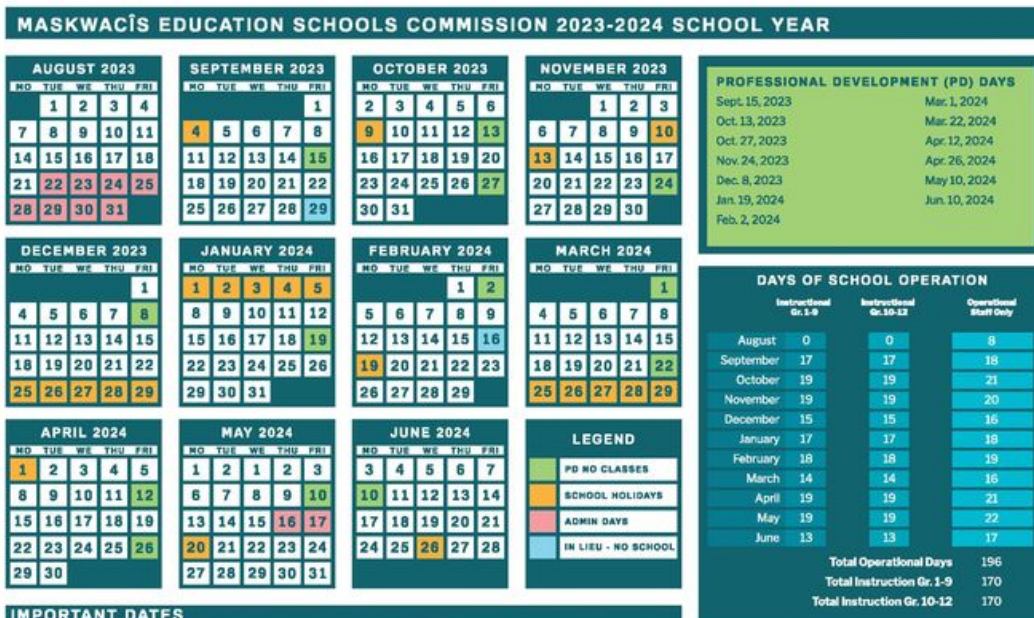 MASKWACÎS EDUCATION SCHOOLS COMMISSION 2023-2024 SCHOOL YEAR
AUGUST 2023
MO TUE WE THU FRI
1 2 3 4
7 8 9 10 11
14 15 16 17 18
21 22 23 24 25
28 29 30 31
SEPTEMBER 2023
MO TUE WE THU FRI
1
4 5 6 7 8
11 12 13 14 15
18 19 20 21 22
25 26 27 28 29
OCTOBER 2023
MO TUE WE THU FRI
2 3 4 5 6
9 10 11 12 13
16 17 18 19 20
23 24 25 26 27
30 31
NOVEMBER 2023
MO TUE WE THU FRI
1 2 3
6 7 8 9 10
13 14 15 16 17
20 21 22 23 24
27 28 29 30
PROFESSIONAL DEVELOPMENT (PD) DAYS
Sept. 15, 2023 Mar. 1, 2024
Oct. 13, 2023 Mar. 22, 2024
Oct. 27, 2023 Apr. 12, 2024
Nov. 24, 2023 Apr. 26, 2024
Dec. 8, 2023 May 10, 2024
Jan. 19, 2024 Jun. 10, 2024
Feb. 2, 2024
DECEMBER 2023
MO TUE WE THU FRI
1
4 5 6 7 8
11 12 13 14 15
18 19 20 21 22
25 26 27 28 29
JANUARY 2024
MO TUE WE THU FRI
1 2 3 4 5
8 9 10 11 12
15 16 17 18 19
22 23 24 25 26
29 30 31
FEBRUARY 2024
MO TUE WE THU FRI
1 2
5 6 7 8 9
12 13 14 15 16
19 20 21 22 23
26 27 28 29
MARCH 2024
MO TUE WE THU FRI
1
4 5 6 7 8
11 12 13 14 15
18 19 20 21 22
25 26 27 28 29
APRIL 2024
MO TUE WE THU FRI
1 2 3 4 5
8 9 10 11 12
15 16 17 18 19
22 23 24 25 26
29 30
MAY 2024
MO TUE WE THU FRI
1 2 1 2 3
6 7 8 9 10
13 14 15 16 17
20 21 22 23 24
27 28 29 30 31
JUNE 2024
MO TUE WE THU FRI
3 4 5 6 7
10 11 12 13 14
17 18 19 20 21
24 25 26 27 28
LEGEND
PD NO CLASSES
SCHOOL HOLIDAYS
ADMIN DAYS
IN LIEU - NO SCHOOL
DAYS OF SCHOOL OPERATION
Instructional Instructional Operational
Gr. 1-9 Gr. 10-12 Staff Only
August 0 0 8
September 17 17 18
October 19 19 21
November 19 19 20
December 15 15 16
January 17 17 18
February 18 18 19
March 14 14 16
April 19 19 21
May 19 19 22
June 13 13 17
Total Operational Days 196
Total Instruction Gr. 1-9 170
Total Instruction Gr. 10-12 170
IMPORTANT DATES